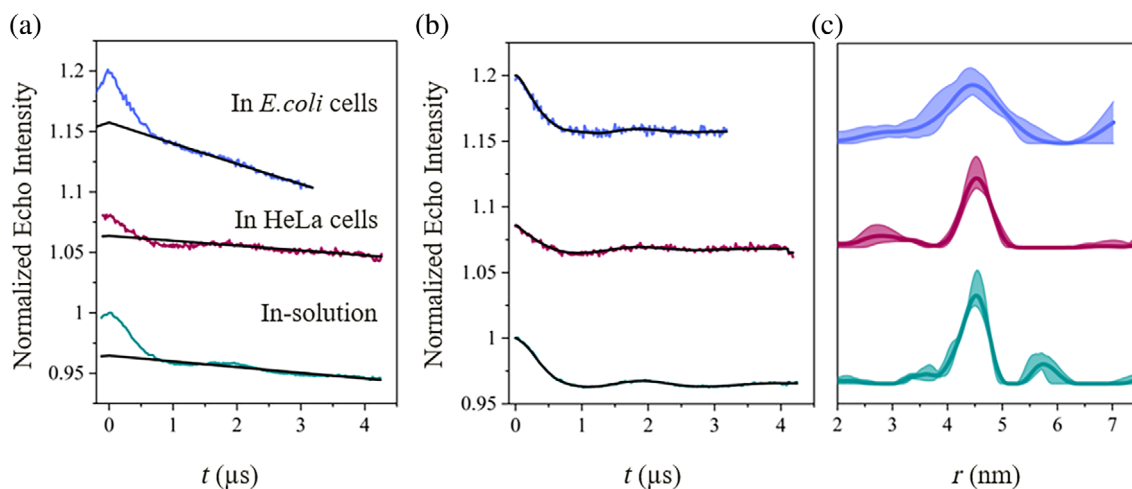 (a)
Normalized Echo Intensity
1.2
1.15
1.1
1.05
1
0.95
In E.coli cells
In HeLa cells
In-solution
0 1 2 3 4
t (µs)
(b)
Normalized Echo Intensity
1.2
1.15
1.1
1.05
1
0.95
0 1 2 3 4
t (µs)
(c)
2 3 4 5 6 7
r (nm)